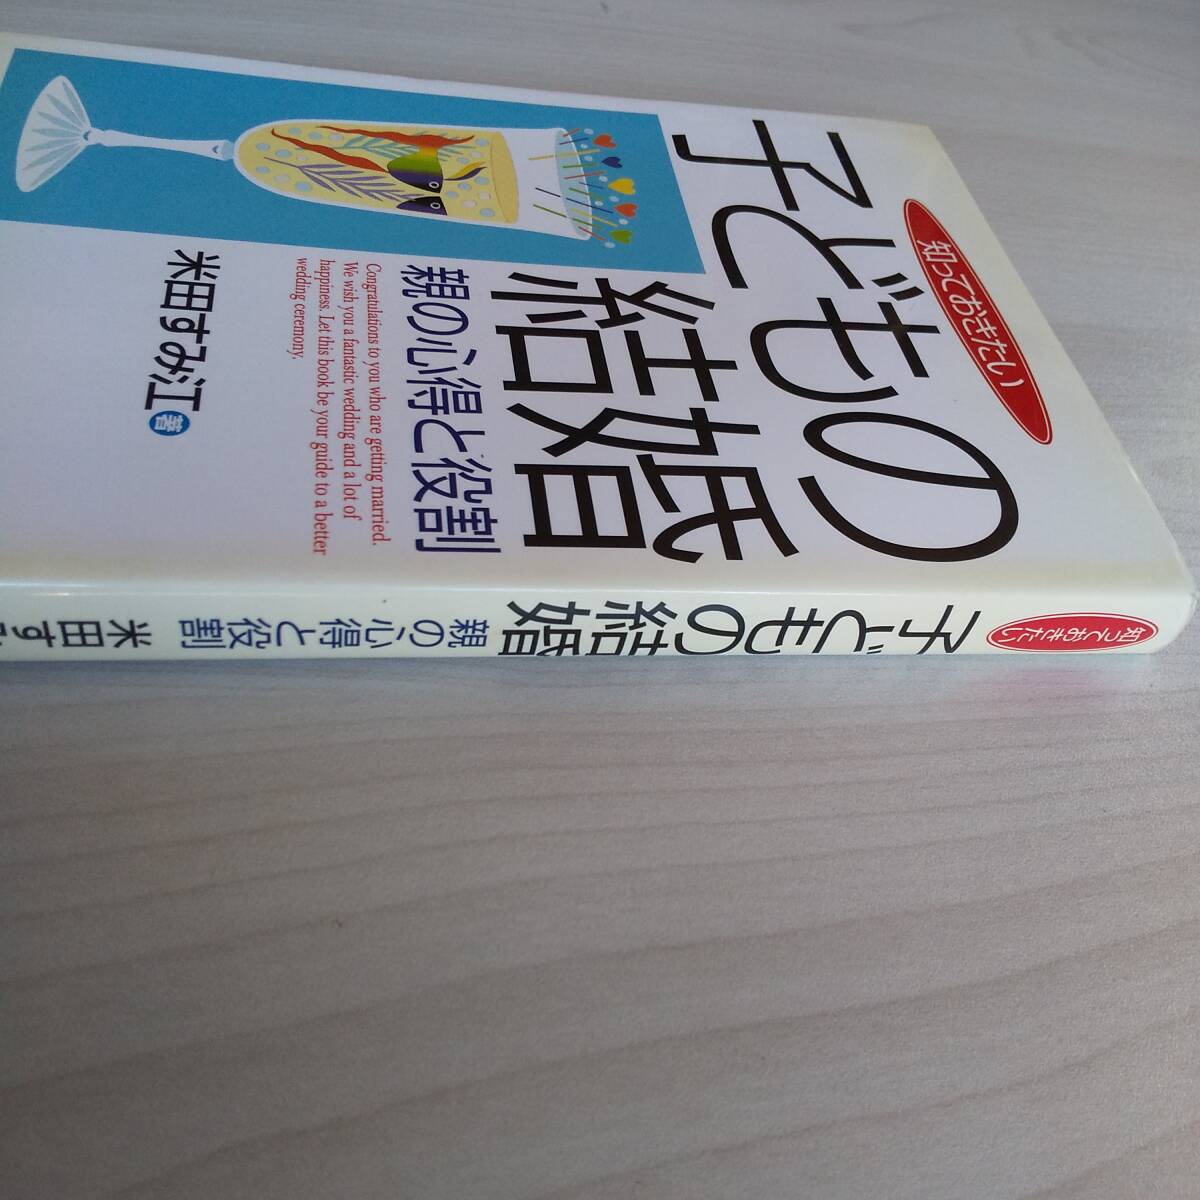 知っておきたい
子どもの
結婚
親の心得と役割
Congratulations to you who are getting married.
We wish you a fantastic wedding and a lot of
happiness. Let this book be your guide to a better
wedding ceremony.
米田すみ江 著
知っておきたい
子どもの結婚
親の心得と役割
米田すみ